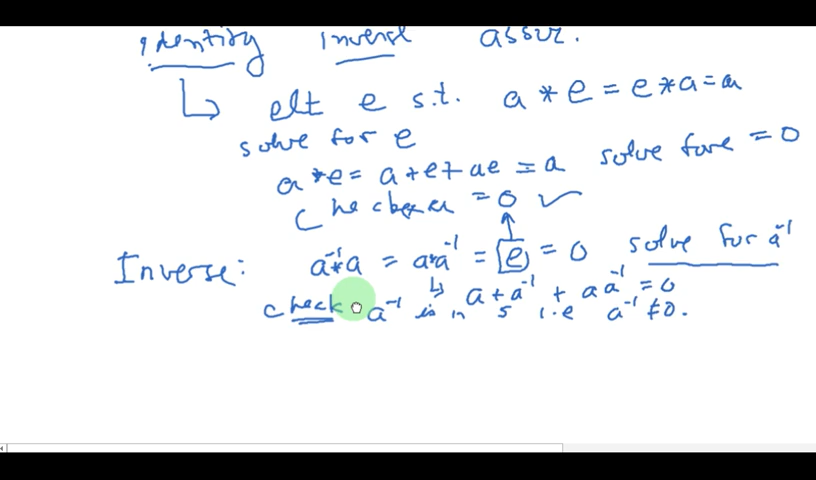 identity inverse assoz.
↳ elt e s.t. a * e = e * a = a
solve for e
a * e = a + e + ae = a solve for e = 0
Check e = 0 ✓
Inverse: a⁻¹*a = a*a⁻¹ = e = 0 solve for a⁻¹
↳ a + a⁻¹ + a a⁻¹ = 0
check a⁻¹ is in S i.e a⁻¹ ≠ 0.